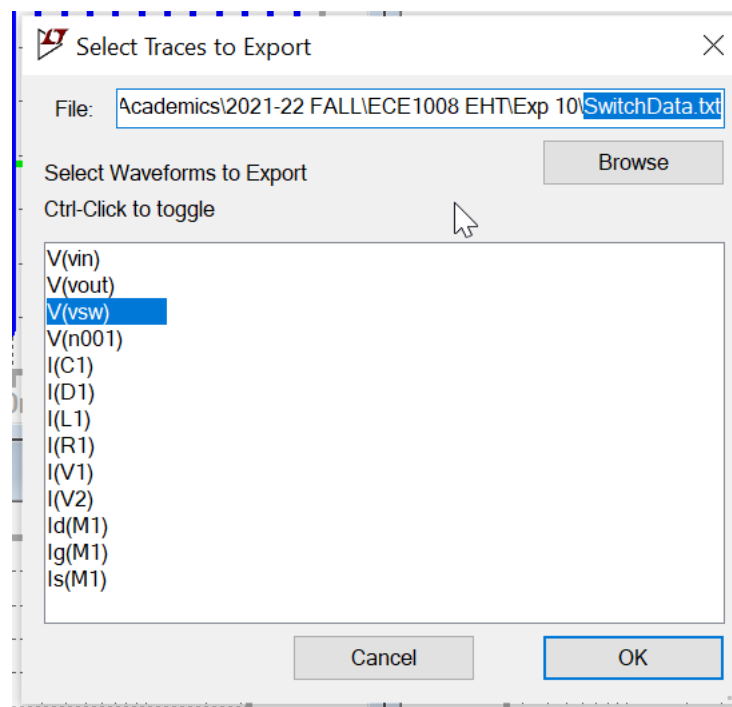 Select Traces to Export
File: Academics\2021-22 FALL\ECE1008 EHT\Exp 10\SwitchData.txt
Browse
Select Waveforms to Export
Ctrl-Click to toggle
V(vin)
V(vout)
V(vsw)
V(n001)
I(C1)
I(D1)
I(L1)
I(R1)
I(V1)
I(V2)
Id(M1)
Ig(M1)
Is(M1)
Cancel
OK